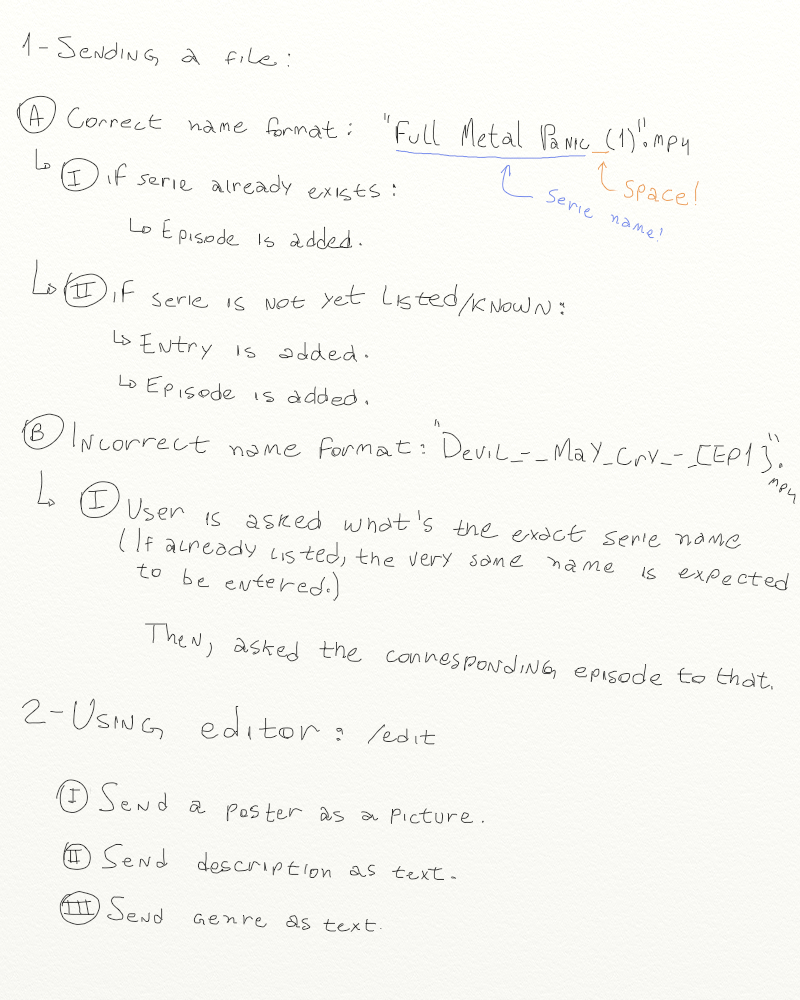 1- Sending a file:
A Correct name format: "Full Metal Panic_(1)".mp4
I if serie already exists:
Space!
Serie name!
↳ Episode is added.
II if serie is not yet listed/known:
↳ Entry is added.
↳ Episode is added.
B Incorrect name format: "Devil_-_May_Cry_-_[EP1}.
mp4
I User is asked what's the exact serie name
(If already listed, the very same name is expected
to be entered.)
Then, asked the corresponding episode to that.
2-Using editor: /edit
I Send a poster as a picture.
II Send description as text.
III Send genre as text.